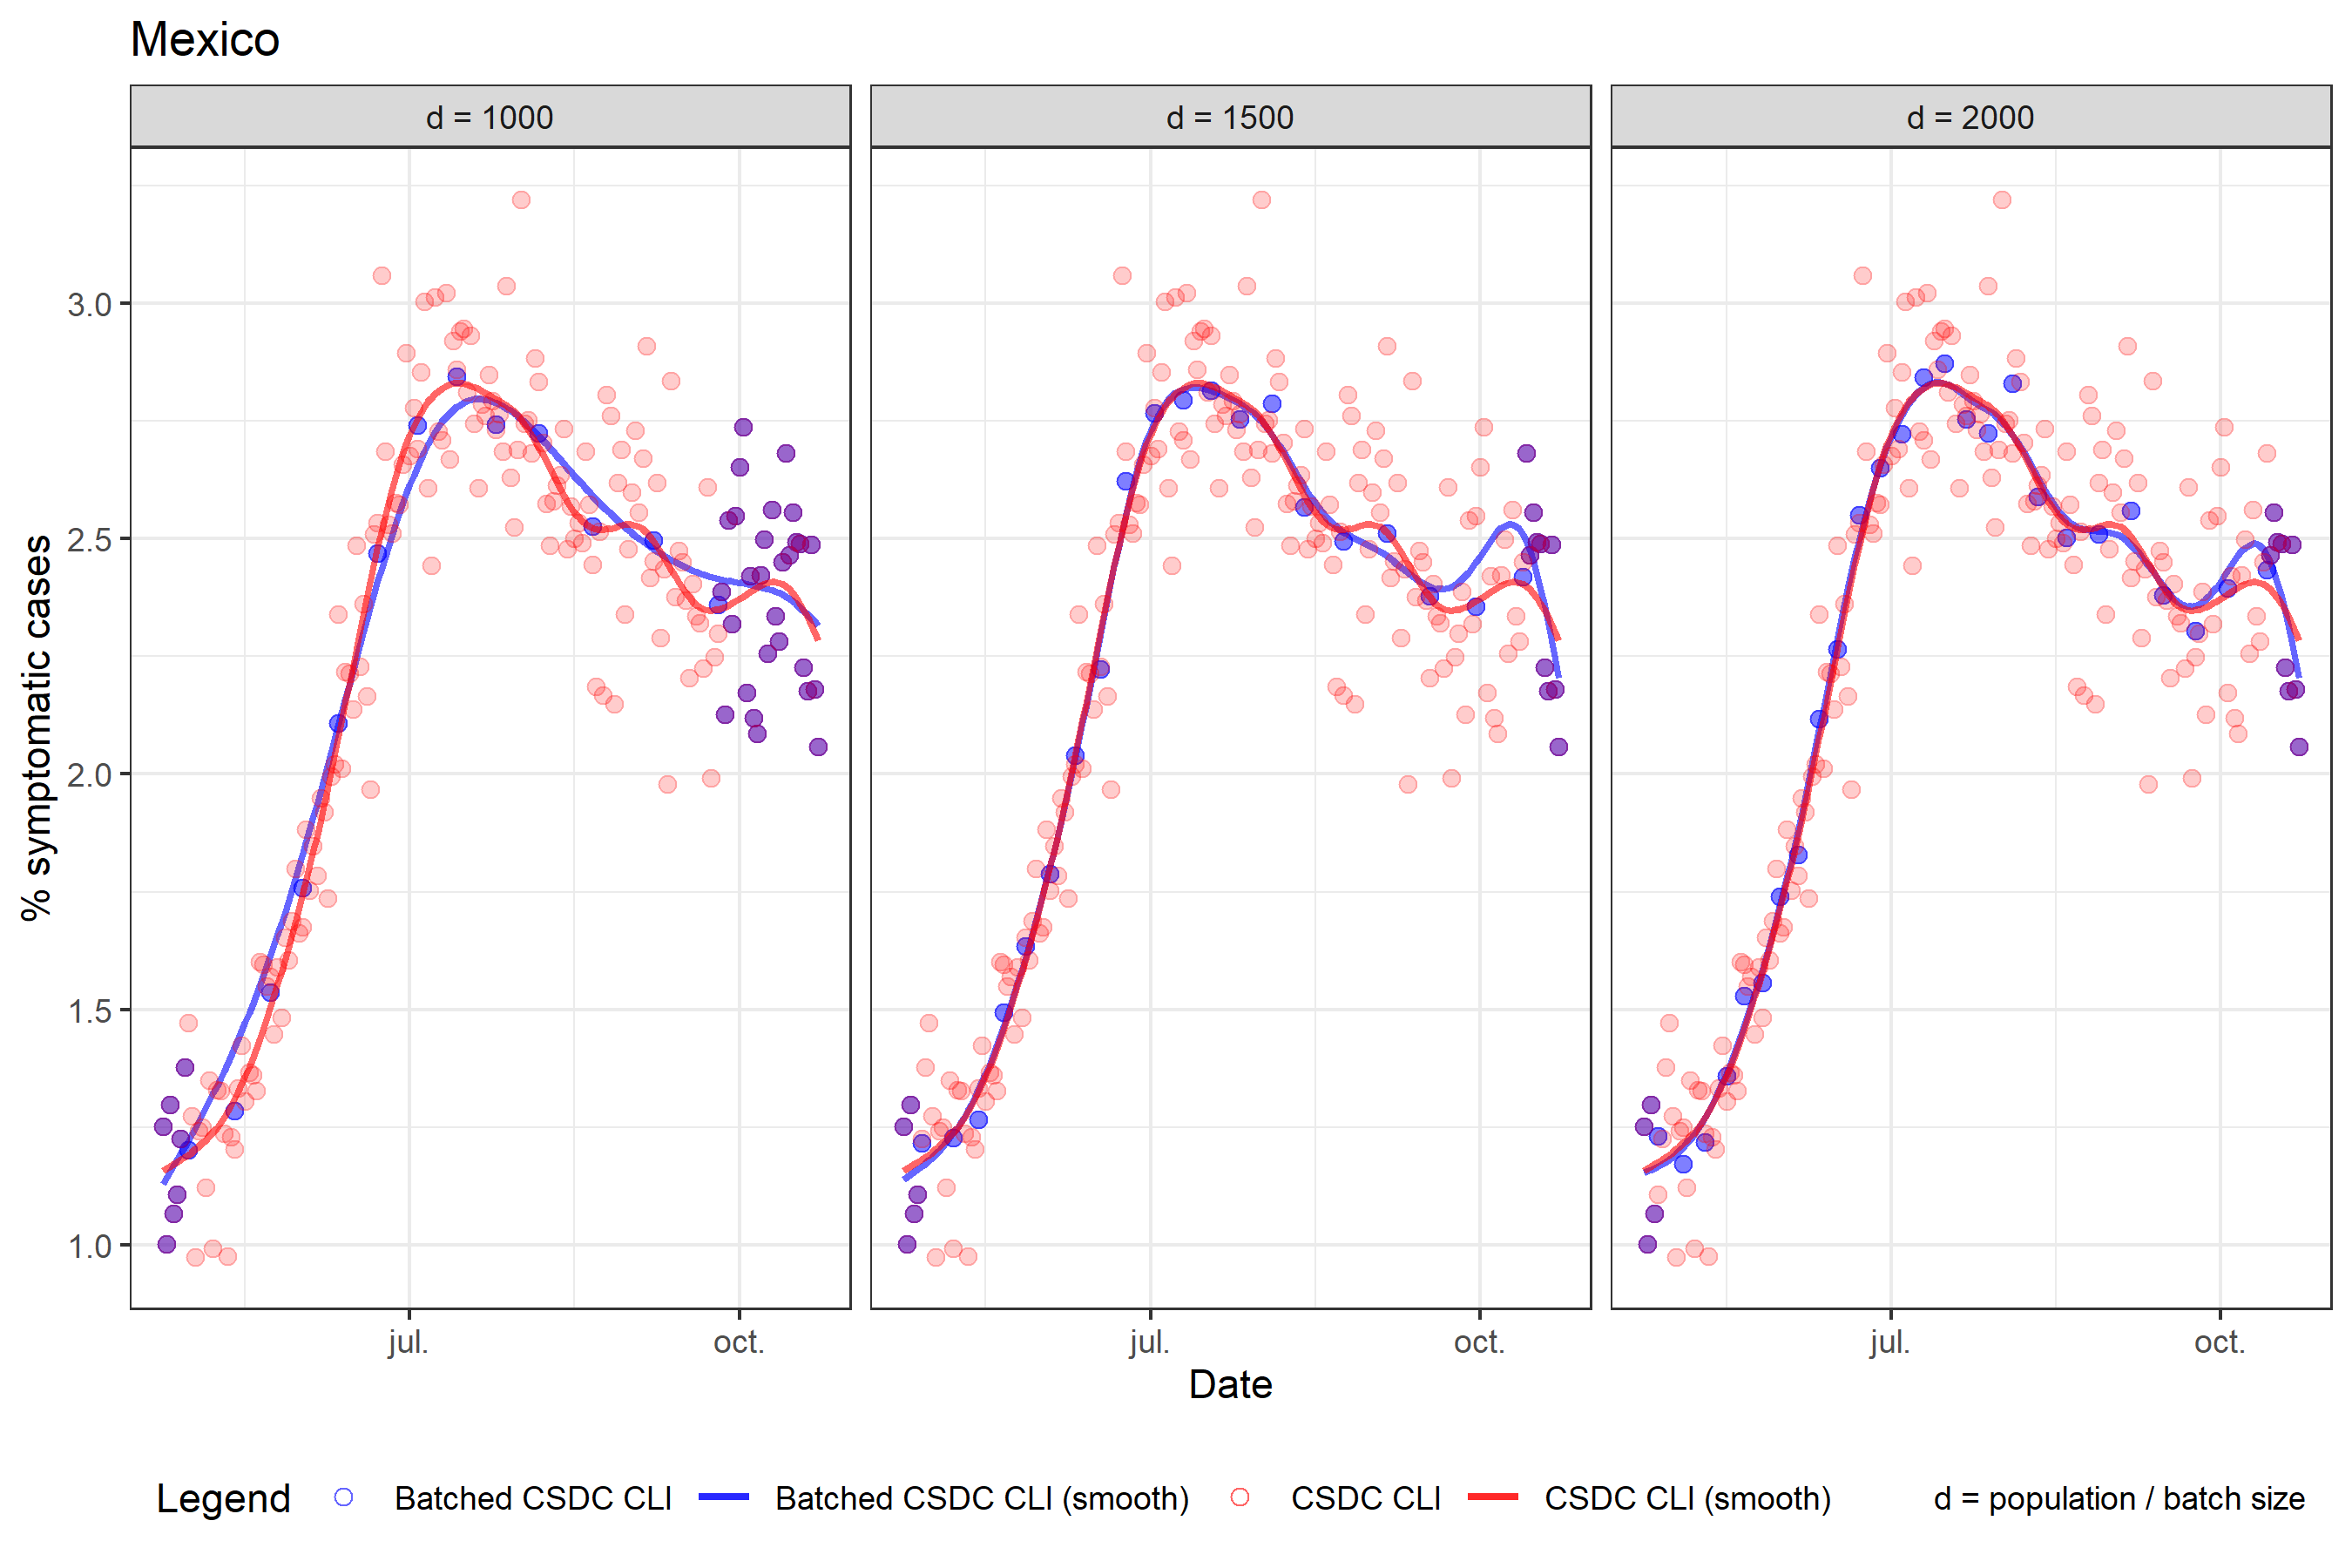 Mexico
d = 1000
d = 1500
d = 2000
% symptomatic cases
3.0
2.5
2.0
1.5
1.0
jul.
oct.
jul.
oct.
jul.
oct.
Date
Legend
Batched CSDC CLI
Batched CSDC CLI (smooth)
CSDC CLI
CSDC CLI (smooth)
d = population / batch size